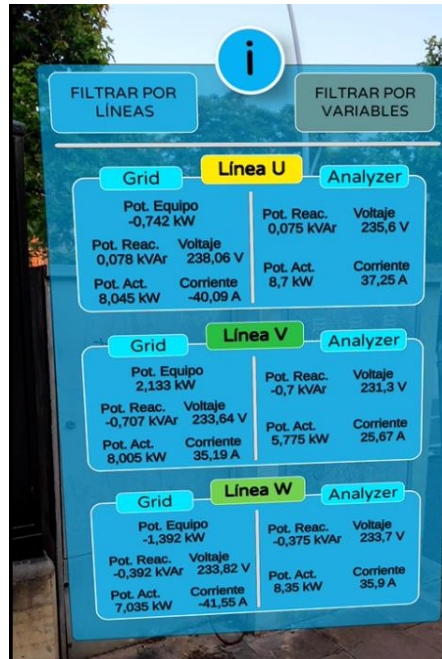 i
FILTRAR POR
LÍNEAS
FILTRAR POR
VARIABLES
Línea U
Grid
Analyzer
Pot. Equipo
-0,742 kW
Pot. Reac. Voltaje
0,078 kVAr 238,06 V
Pot. Act. Corriente
8,045 kW -40,09 A
Pot. Reac. Voltaje
0,075 kVAr 235,6 V
Pot. Act. Corriente
8,7 kW 37,25 A
Línea V
Grid
Analyzer
Pot. Equipo
2,133 kW
Pot. Reac. Voltaje
-0,707 kVAr 233,64 V
Pot. Act. Corriente
8,005 kW 35,19 A
Pot. Reac. Voltaje
-0,7 kVAr 231,3 V
Pot. Act. Corriente
5,775 kW 25,67 A
Línea W
Grid
Analyzer
Pot. Equipo
-1,392 kW
Pot. Reac. Voltaje
-0,392 kVAr 233,82 V
Pot. Act. Corriente
7,035 kW -41,55 A
Pot. Reac. Voltaje
-0,375 kVAr 233,7 V
Pot. Act. Corriente
8,35 kW 35,9 A